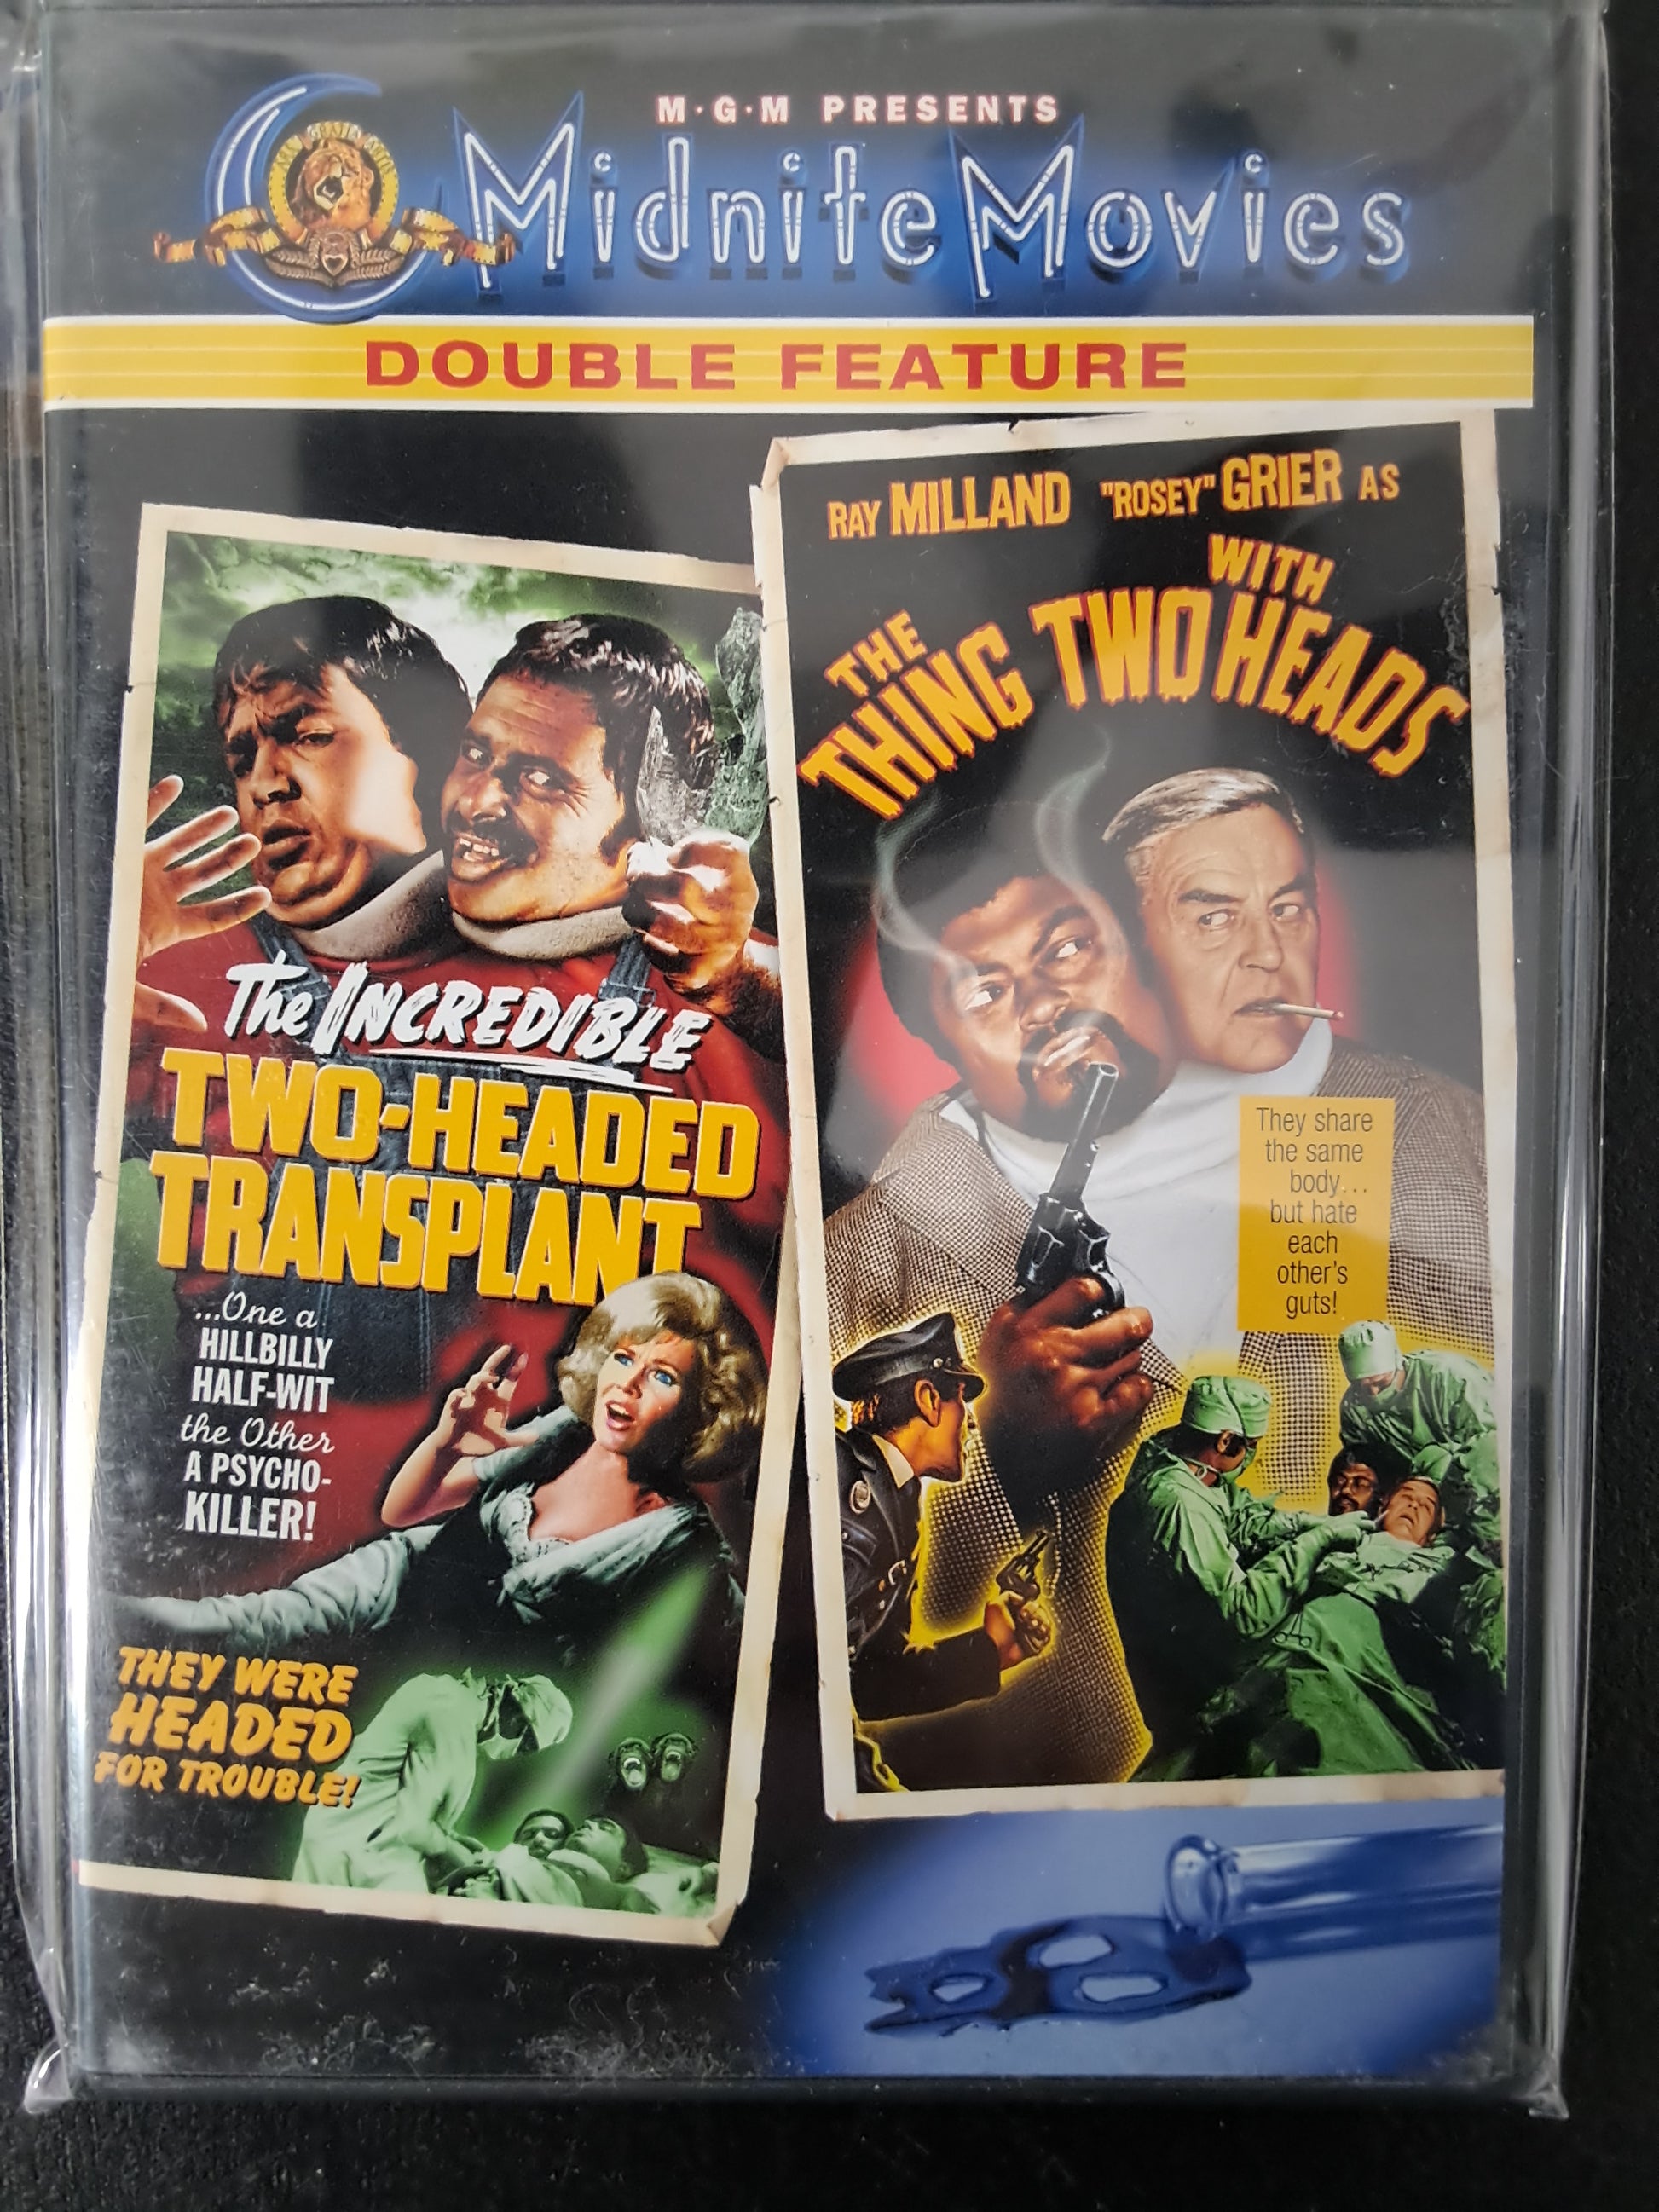 M·G·M PRESENTS
Midnite Movies
DOUBLE FEATURE
The INCREDIBLE
TWO-HEADED
TRANSPLANT
...One a
HILLBILLY
HALF-WIT
the Other
A PSYCHO-
KILLER!
THEY WERE
HEADED
FOR TROUBLE!
RAY MILLAND "ROSEY" GRIER AS
THE THING WITH TWO HEADS
They share
the same
body...
but hate
each
other's
guts!